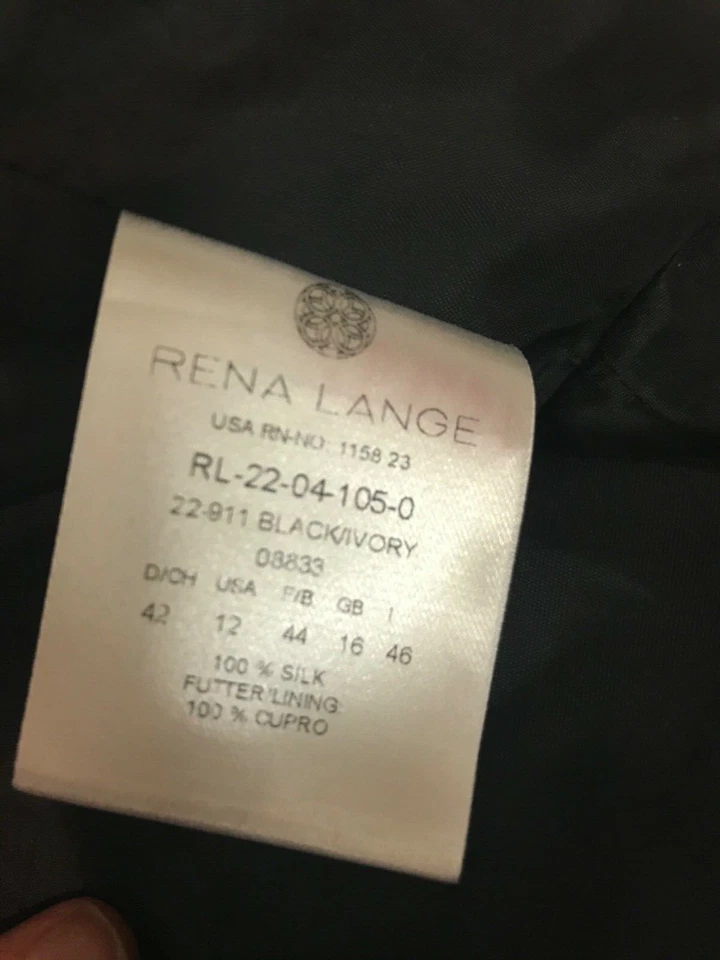 RENA LANGE
USA RN-NO. 1158 23
RL-22-04-105-0
22-911 BLACK/IVORY
08833
D/CH USA F/B GB I
42 12 44 16 46
100 % SILK
FUTTER/LINING
100 % CUPRO